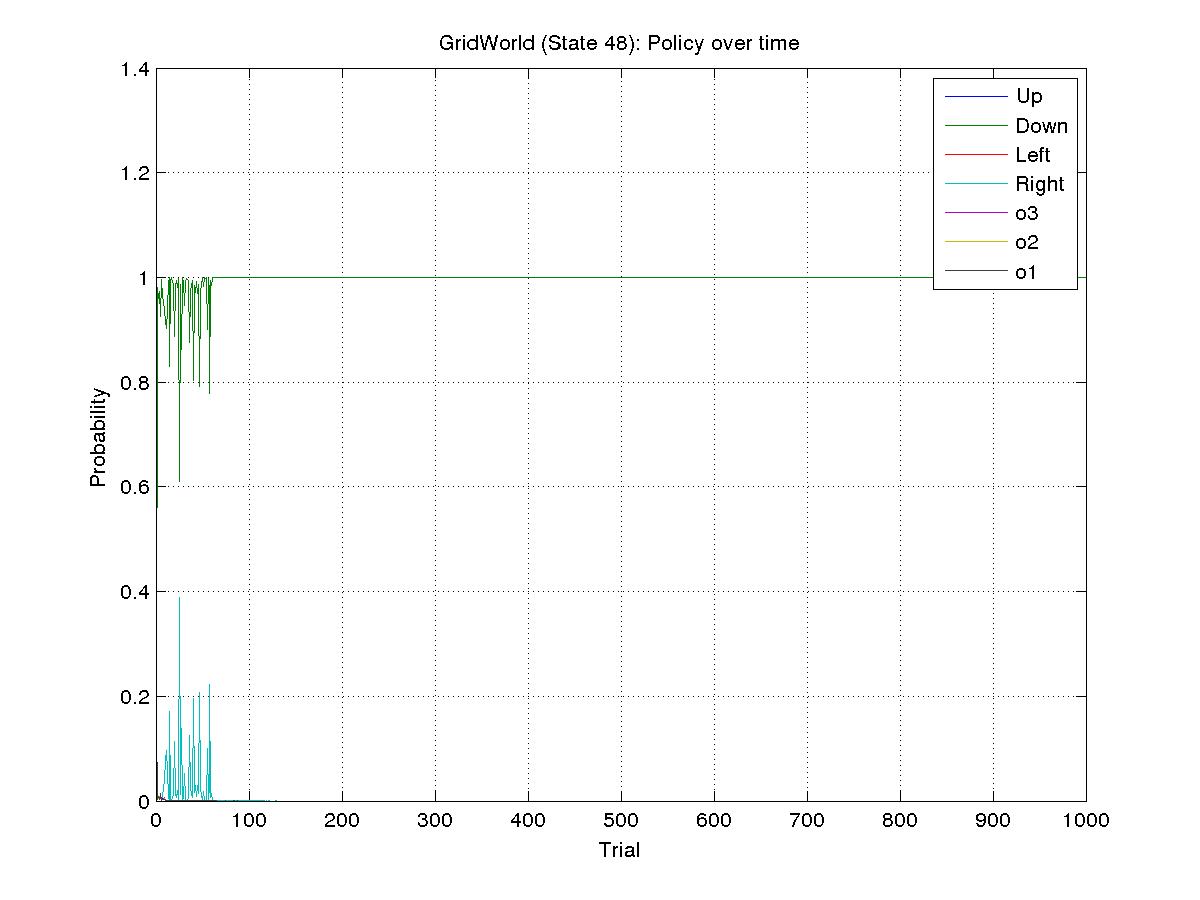 GridWorld (State 48): Policy over time
1.4
1.2
1
0.8
0.6
0.4
0.2
0
Probability
Up
Down
Left
Right
o3
o2
o1
0 100 200 300 400 500 600 700 800 900 1000
Trial